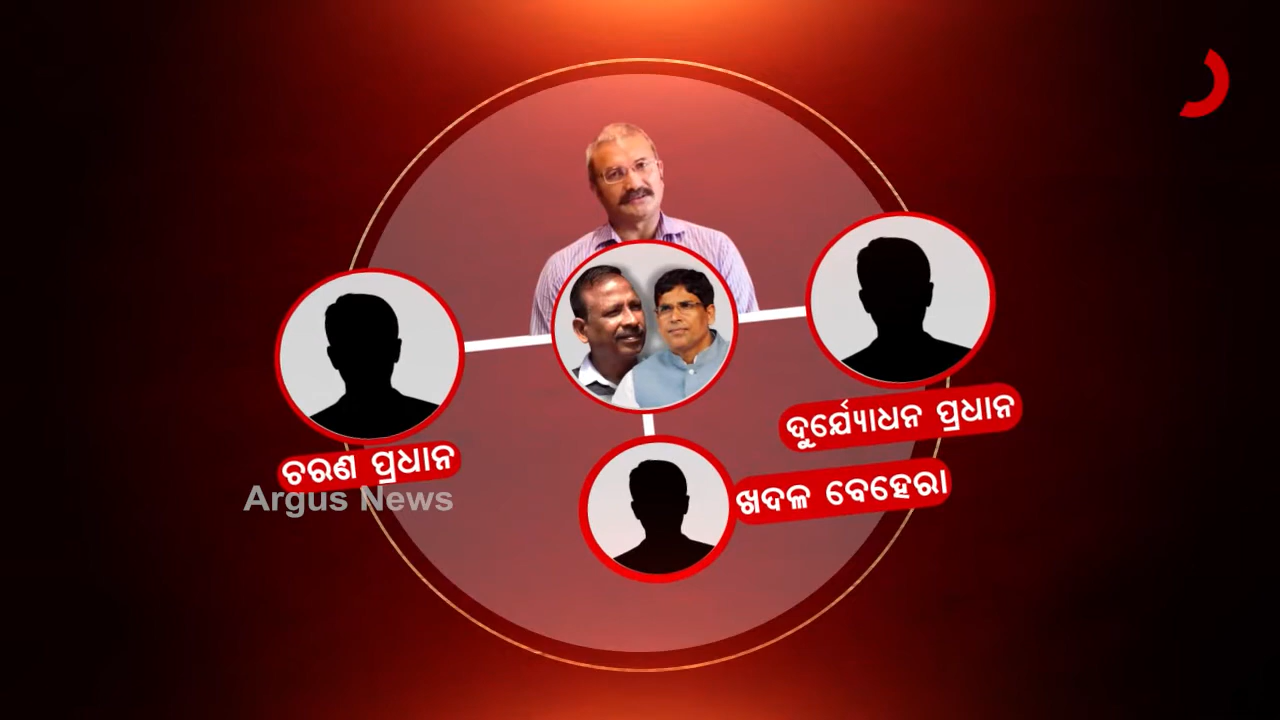 ଦୁର୍ଯ୍ୟୋଧନ ପ୍ରଧାନ
ଚରଣ ପ୍ରଧାନ
ଖଦଳ ବେହେରା
Argus News